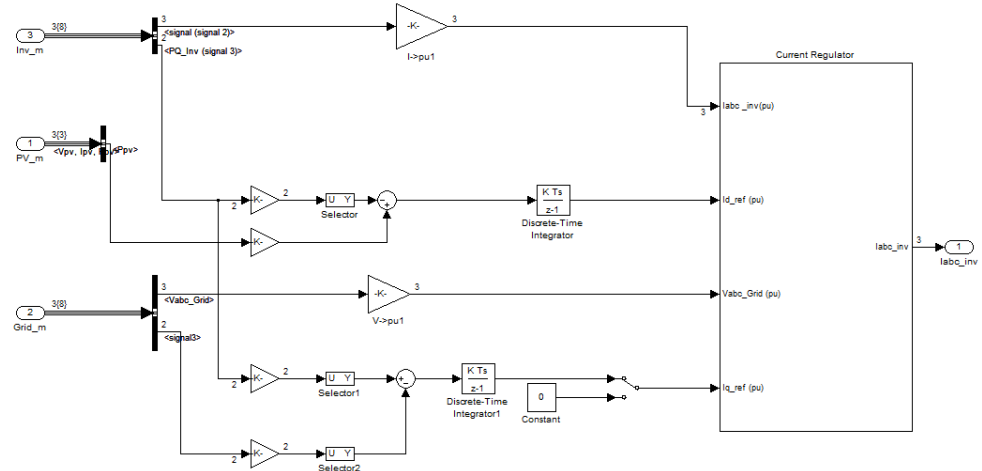 3{8}
3
Inv_m
3
<signal (signal 2)>
2
<PQ_Inv (signal 3)>
-K-
I->pu1
3
Current Regulator
3
Iabc _inv(pu)
3{3}
1
PV_m
<Vpv, Ipv,
<Ppv>
2
K-
2
U Y
Selector
-
+
K Ts
z-1
Discrete-Time
Integrator
Id_ref (pu)
K-
Iabc_inv
3
1
Iabc_inv
3{8}
2
Grid_m
3
<Vabc_Grid>
2
<signal3>
-K-
V->pu1
3
Vabc_Grid (pu)
2
K-
2
U Y
Selector1
+
-
K Ts
z-1
Discrete-Time
Integrator1
0
Constant
Iq_ref (pu)
2
K-
2
U Y
Selector2